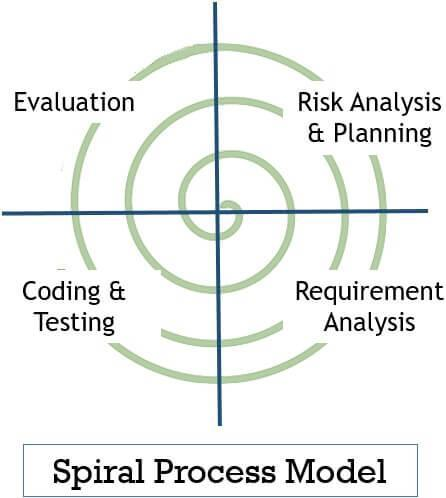 Evaluation
Risk Analysis
& Planning
Coding &
Testing
Requirement
Analysis
Spiral Process Model